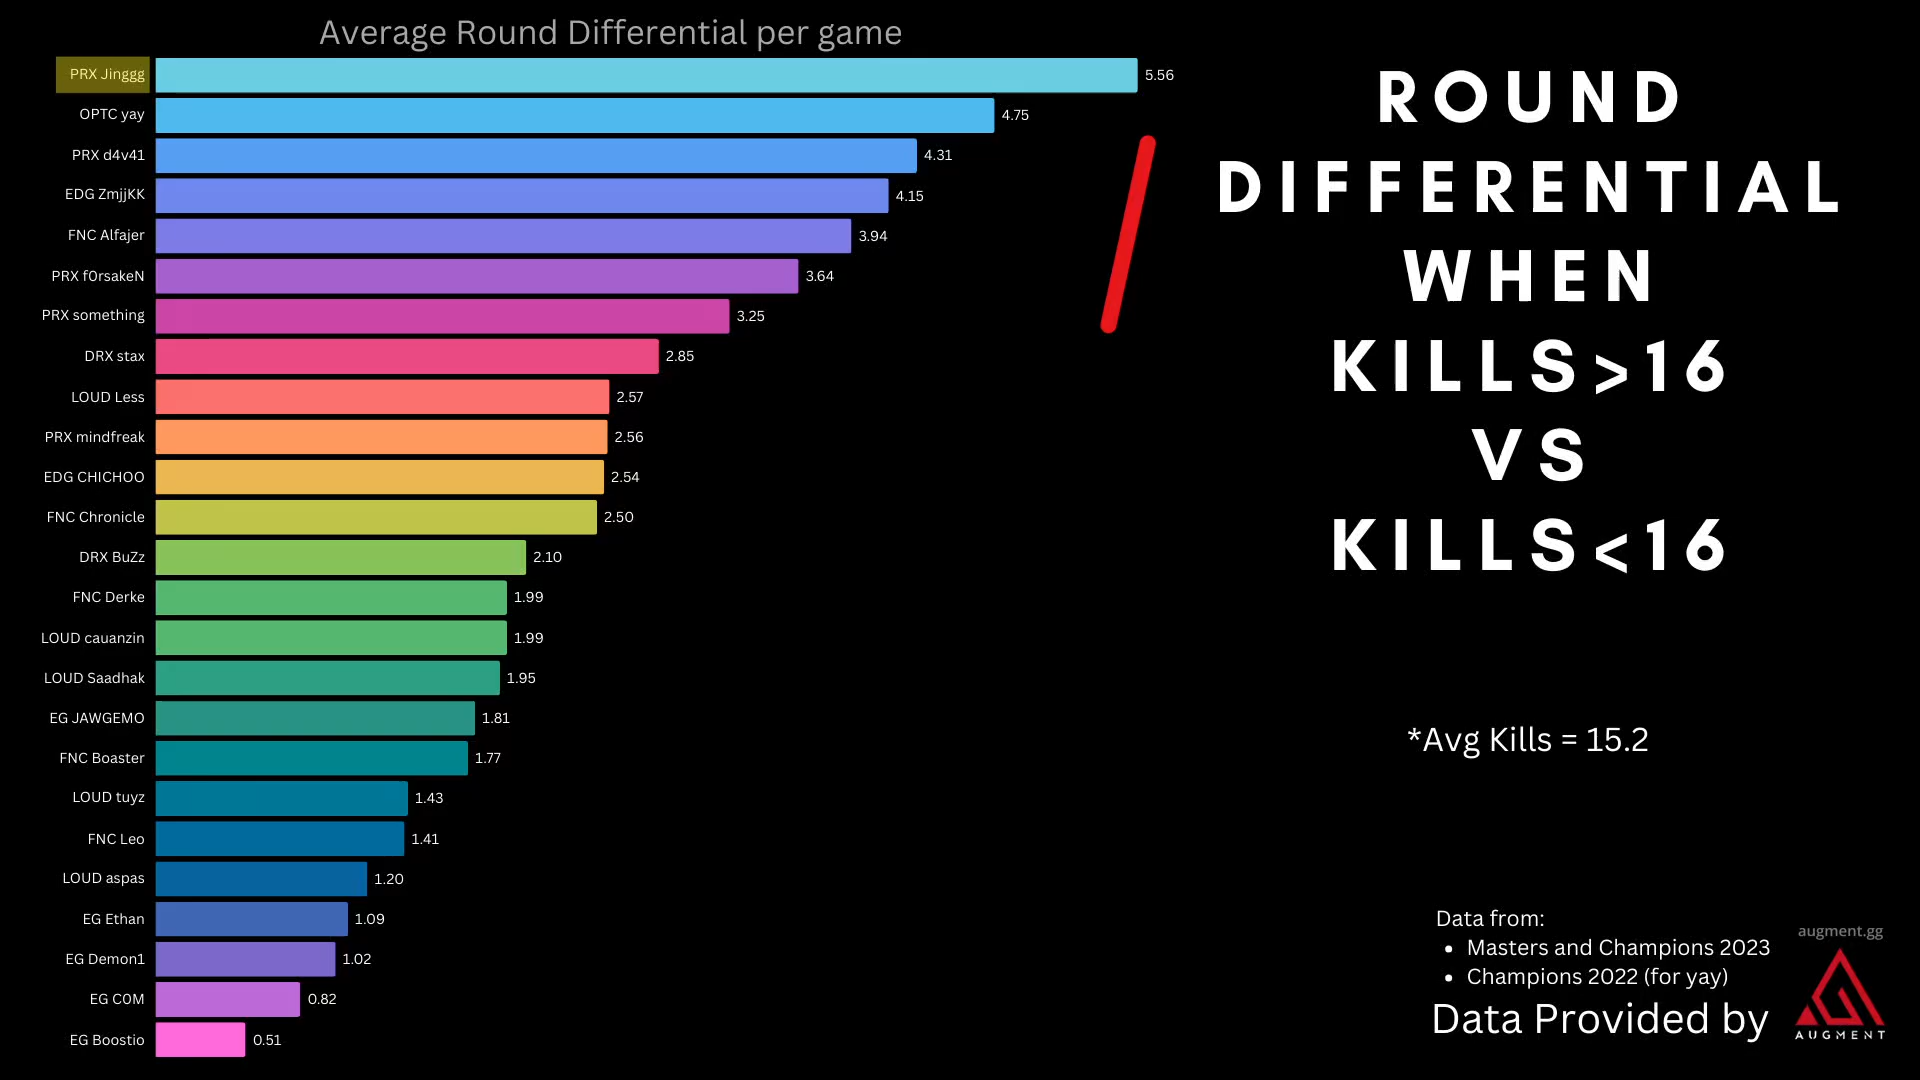 Average Round Differential per game
PRX Jinggg 5.56
OPTC yay 4.75
PRX d4v41 4.31
EDG ZmjjKK 4.15
FNC Alfajer 3.94
PRX f0rsakeN 3.64
PRX something 3.25
DRX stax 2.85
LOUD Less 2.57
PRX mindfreak 2.56
EDG CHICHOO 2.54
FNC Chronicle 2.50
DRX BuZz 2.10
FNC Derke 1.99
LOUD cauanzin 1.99
LOUD Saadhak 1.95
EG JAWGEMO 1.81
FNC Boaster 1.77
LOUD tuyz 1.43
FNC Leo 1.41
LOUD aspas 1.20
EG Ethan 1.09
EG Demon1 1.02
EG C0M 0.82
EG Boostio 0.51
ROUND
DIFFERENTIAL
WHEN
KILLS>16
VS
KILLS<16
*Avg Kills = 15.2
Data from:
• Masters and Champions 2023
• Champions 2022 (for yay)
Data Provided by
augment.gg
AUGMENT